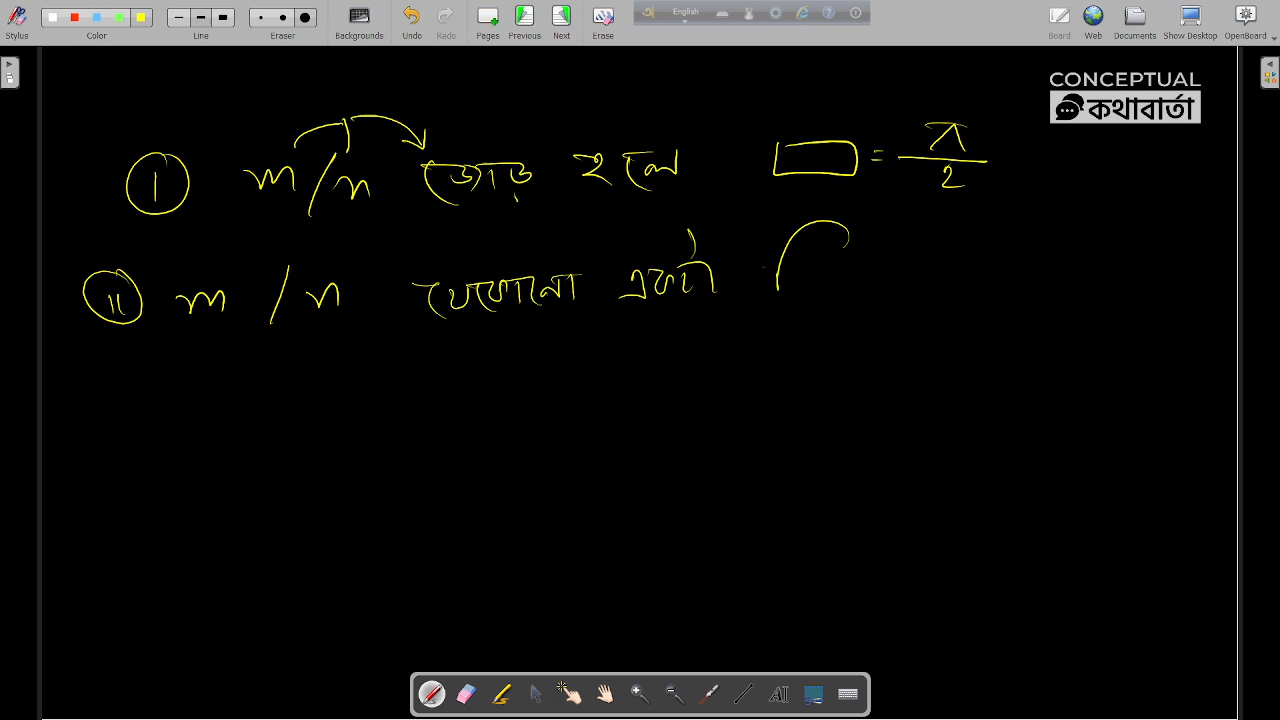 Stylus Color Line Eraser Backgrounds Undo Redo Pages Previous Next Erase English Board Web Documents Show Desktop OpenBoard
CONCEPTUAL
কথাবার্তা
① m/n জোড় হলে ▭ = π/2
⑪ m/n যেকোনো একটা